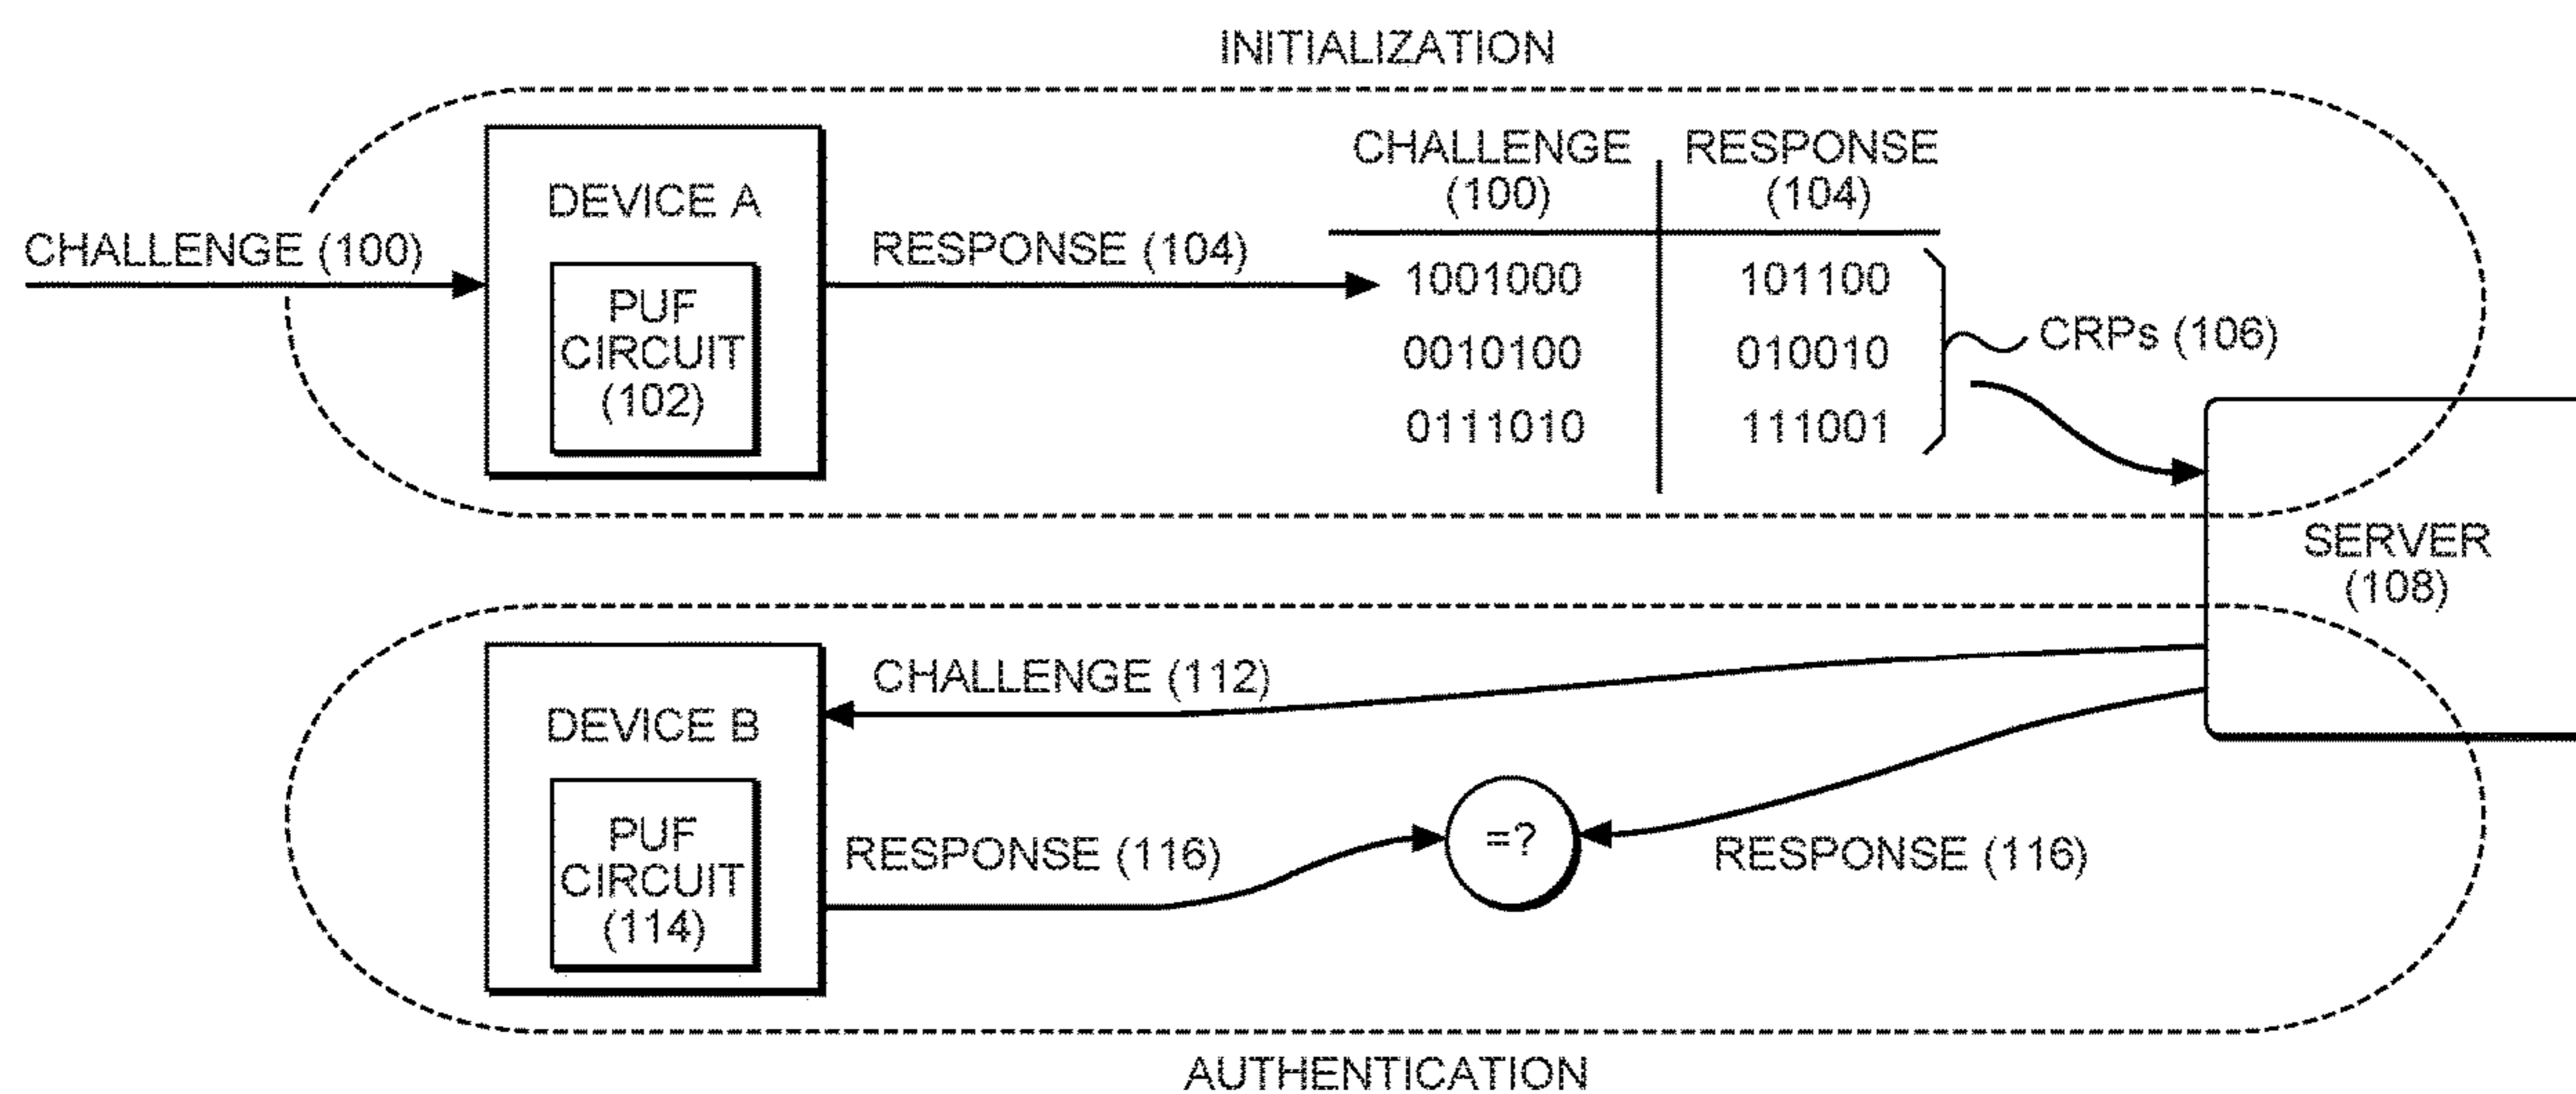 INITIALIZATION
CHALLENGE (100)
DEVICE A
PUF
CIRCUIT
(102)
RESPONSE (104)
CHALLENGE
(100)
RESPONSE
(104)
1001000 101100
0010100 010010
0111010 111001
CRPs (106)
SERVER
(108)
DEVICE B
PUF
CIRCUIT
(114)
CHALLENGE (112)
RESPONSE (116)
=?
RESPONSE (116)
AUTHENTICATION